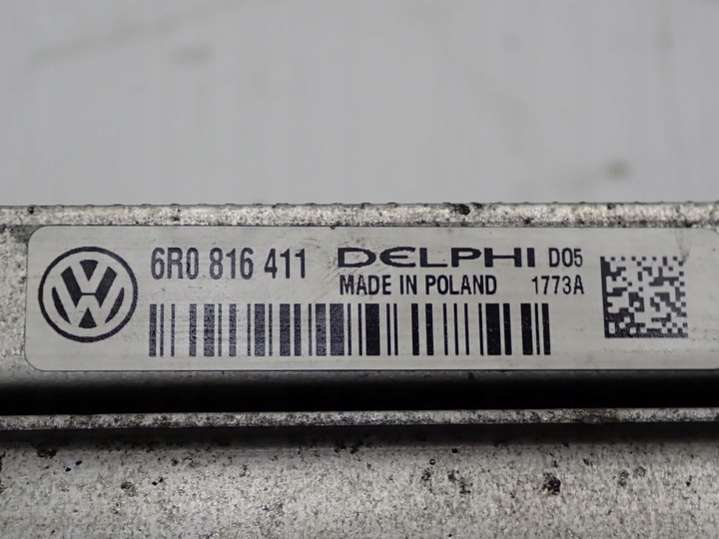 6R0 816 411 DELPHI D05
MADE IN POLAND 1773A